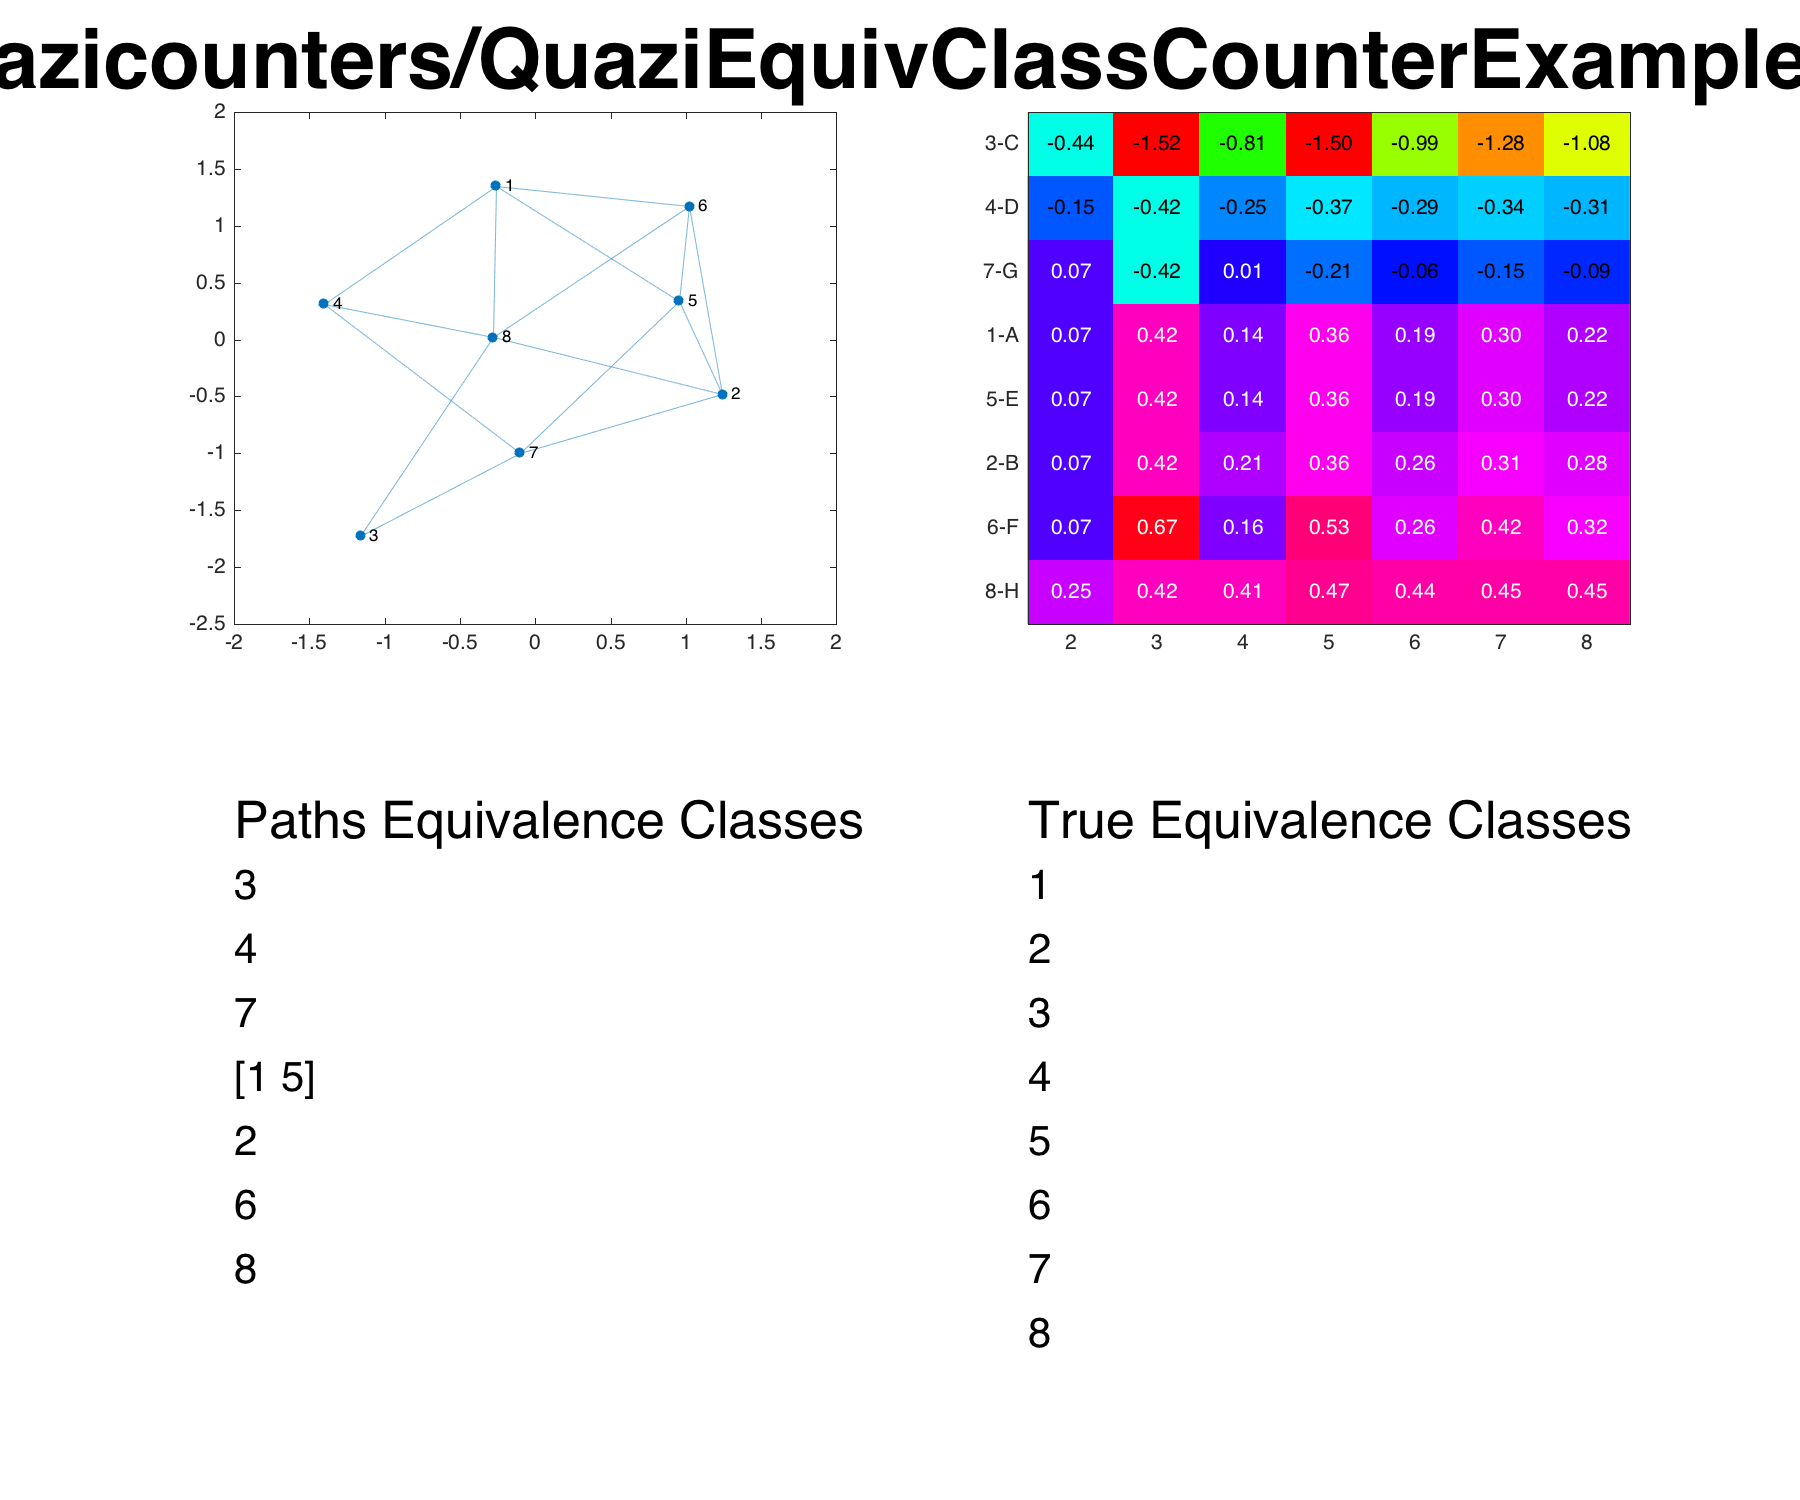 azicounters/QuaziEquivClassCounterExample
2
1.5
1
0.5
0
-0.5
-1
-1.5
-2
-2.5
-2 -1.5 -1 -0.5 0 0.5 1 1.5 2
1
6
4
5
8
2
7
3
3-C -0.44 -1.52 -0.81 -1.50 -0.99 -1.28 -1.08
4-D -0.15 -0.42 -0.25 -0.37 -0.29 -0.34 -0.31
7-G 0.07 -0.42 0.01 -0.21 -0.06 -0.15 -0.09
1-A 0.07 0.42 0.14 0.36 0.19 0.30 0.22
5-E 0.07 0.42 0.14 0.36 0.19 0.30 0.22
2-B 0.07 0.42 0.21 0.36 0.26 0.31 0.28
6-F 0.07 0.67 0.16 0.53 0.26 0.42 0.32
8-H 0.25 0.42 0.41 0.47 0.44 0.45 0.45
2 3 4 5 6 7 8
Paths Equivalence Classes
3
4
7
[1 5]
2
6
8
True Equivalence Classes
1
2
3
4
5
6
7
8